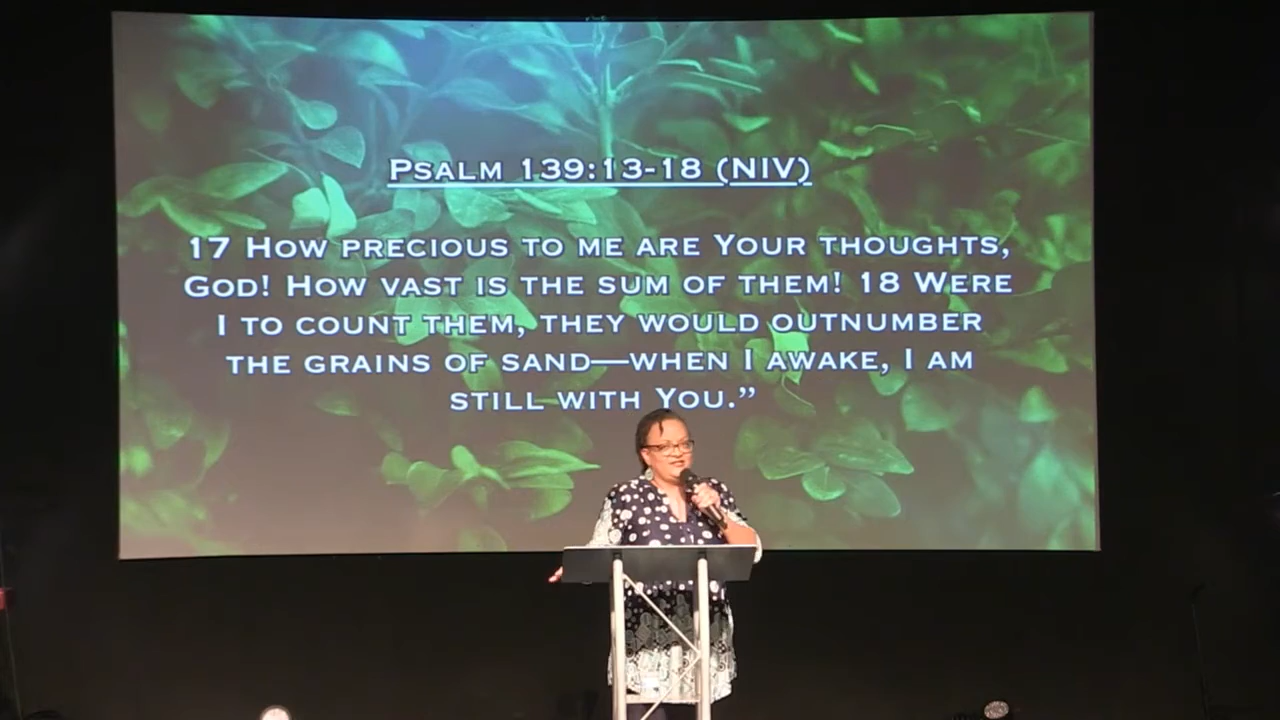 PSALM 139:13-18 (NIV)
17 HOW PRECIOUS TO ME ARE YOUR THOUGHTS,
GOD! HOW VAST IS THE SUM OF THEM! 18 WERE
I TO COUNT THEM, THEY WOULD OUTNUMBER
THE GRAINS OF SAND—WHEN I AWAKE, I AM
STILL WITH YOU.”